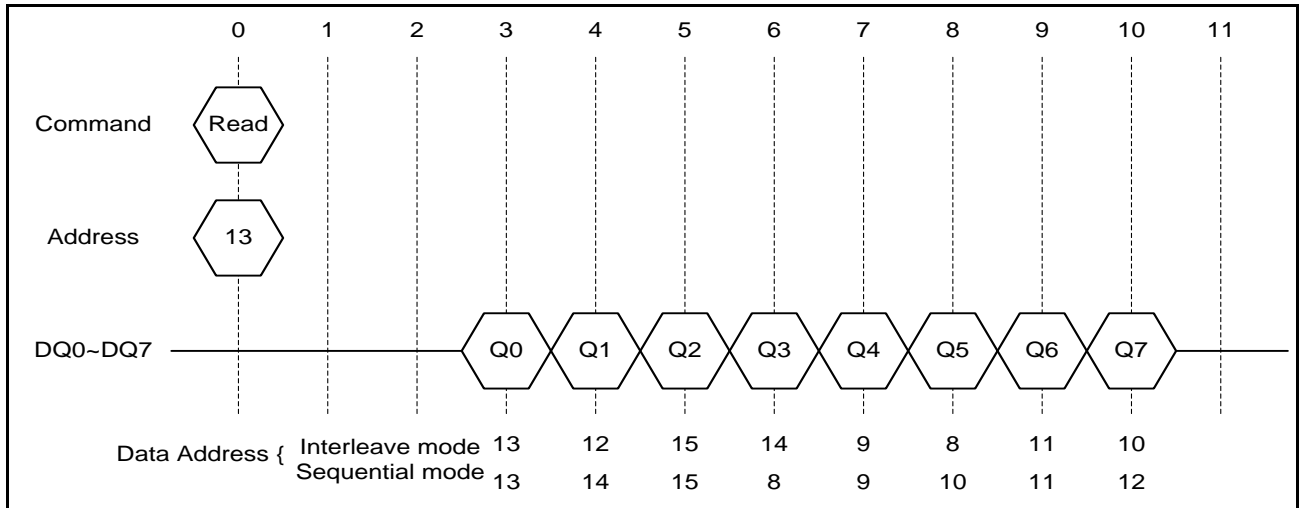 0 1 2 3 4 5 6 7 8 9 10 11
Command Read
Address 13
DQ0~DQ7 Q0 Q1 Q2 Q3 Q4 Q5 Q6 Q7
Data Address { Interleave mode 13 12 15 14 9 8 11 10
Sequential mode 13 14 15 8 9 10 11 12